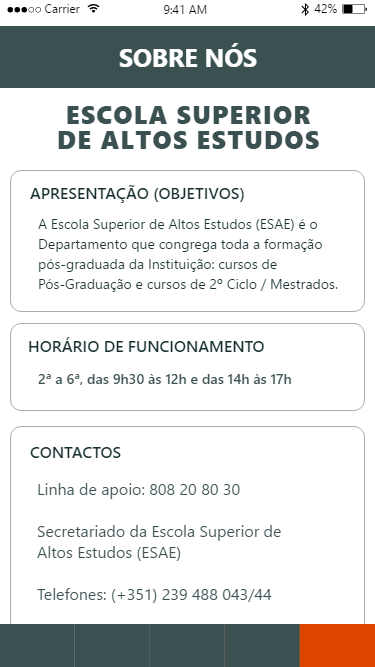 Carrier 9:41 AM 42%
SOBRE NÓS
ESCOLA SUPERIOR
DE ALTOS ESTUDOS
APRESENTAÇÃO (OBJETIVOS)
A Escola Superior de Altos Estudos (ESAE) é o
Departamento que congrega toda a formação
pós-graduada da Instituição: cursos de
Pós-Graduação e cursos de 2º Ciclo / Mestrados.
HORÁRIO DE FUNCIONAMENTO
2ª a 6ª, das 9h30 às 12h e das 14h às 17h
CONTACTOS
Linha de apoio: 808 20 80 30
Secretariado da Escola Superior de
Altos Estudos (ESAE)
Telefones: (+351) 239 488 043/44